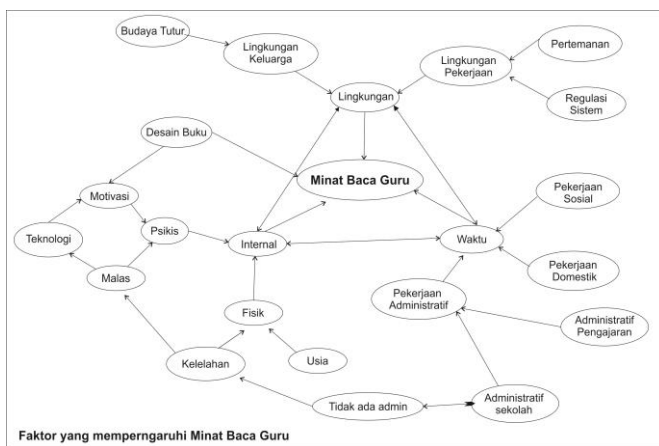 Budaya Tutur.
Lingkungan
Keluarga
Lingkungan
Pekerjaan
Pertemanan
Regulasi
Sistem
Lingkungan
Desain Buku
Minat Baca Guru
Motivasi
Teknologi
Psikis
Malas
Internal
Waktu
Pekerjaan
Sosial
Pekerjaan
Domestik
Pekerjaan
Administratif
Administratif
Pengajaran
Fisik
Usia
Kelelahan
Tidak ada admin
Administratif
sekolah
Faktor yang memperngaruhi Minat Baca Guru